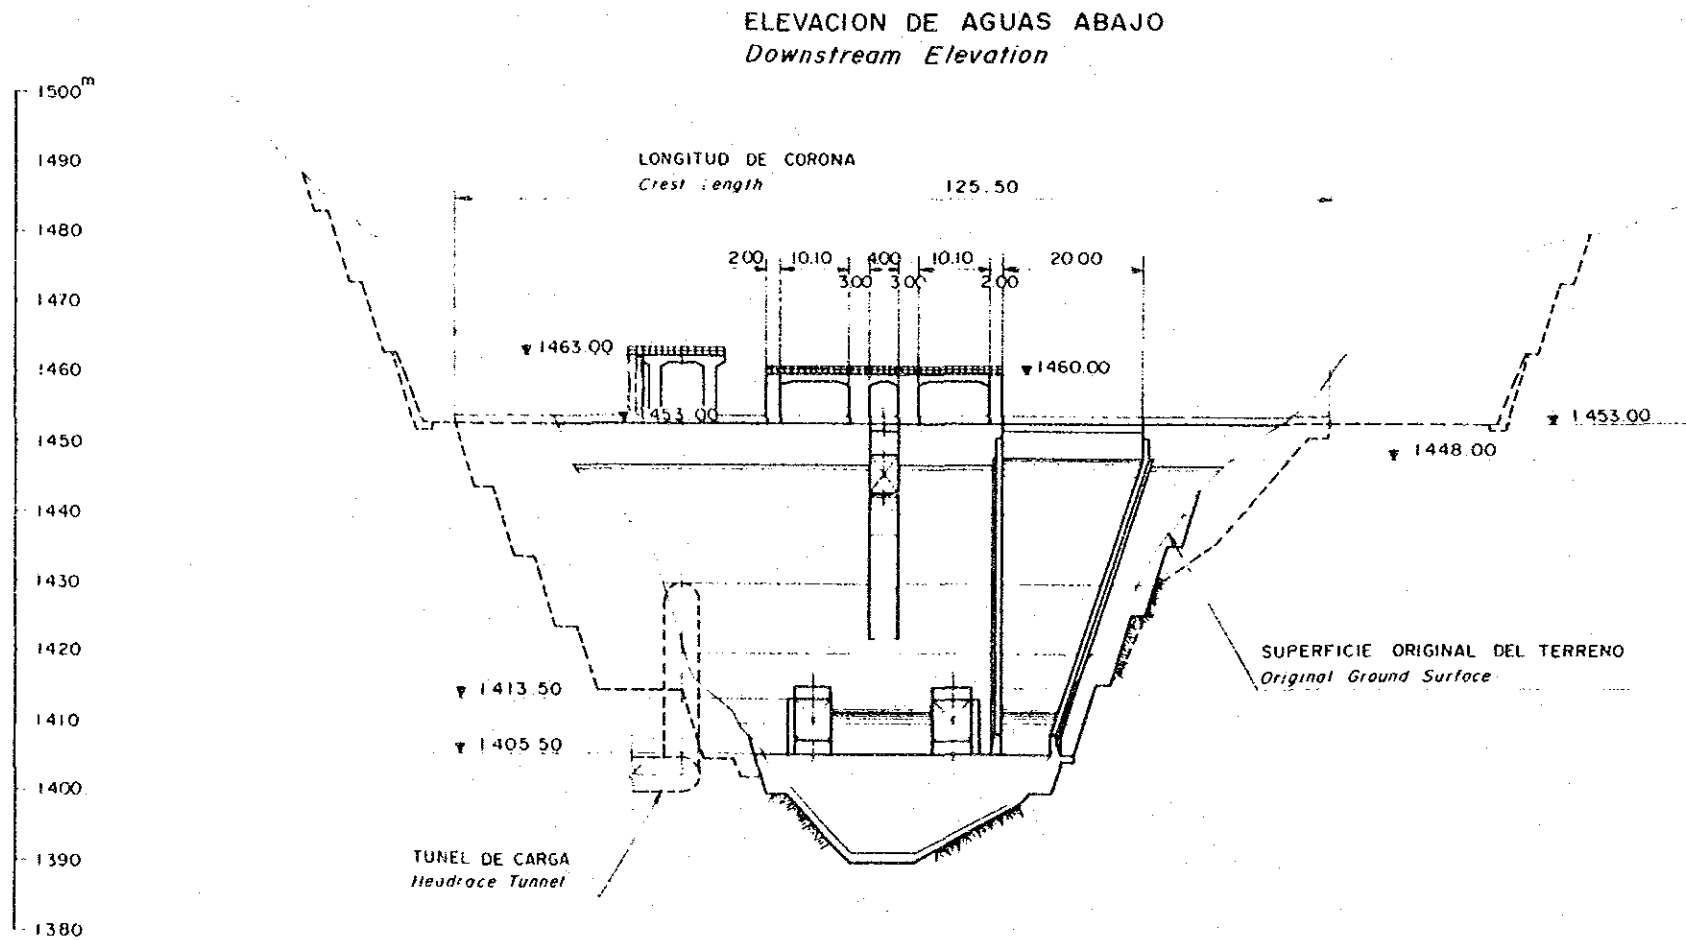 ELEVACION DE AGUAS ABAJO
Downstream Elevation
1500m
1490
LONGITUD DE CORONA
Crest Length 125.50
1480
2.00 10.10 4.00 10.10 20.00
3.00 3.00 2.00
1470
1463.00
1460 1460.00
1453.00 1453.00
1450
1448.00
1440
1430
1420
SUPERFICIE ORIGINAL DEL TERRENO
Original Ground Surface
1413.50
1410
1405.50
1400
TUNEL DE CARGA
Headrace Tunnel
1390
1380